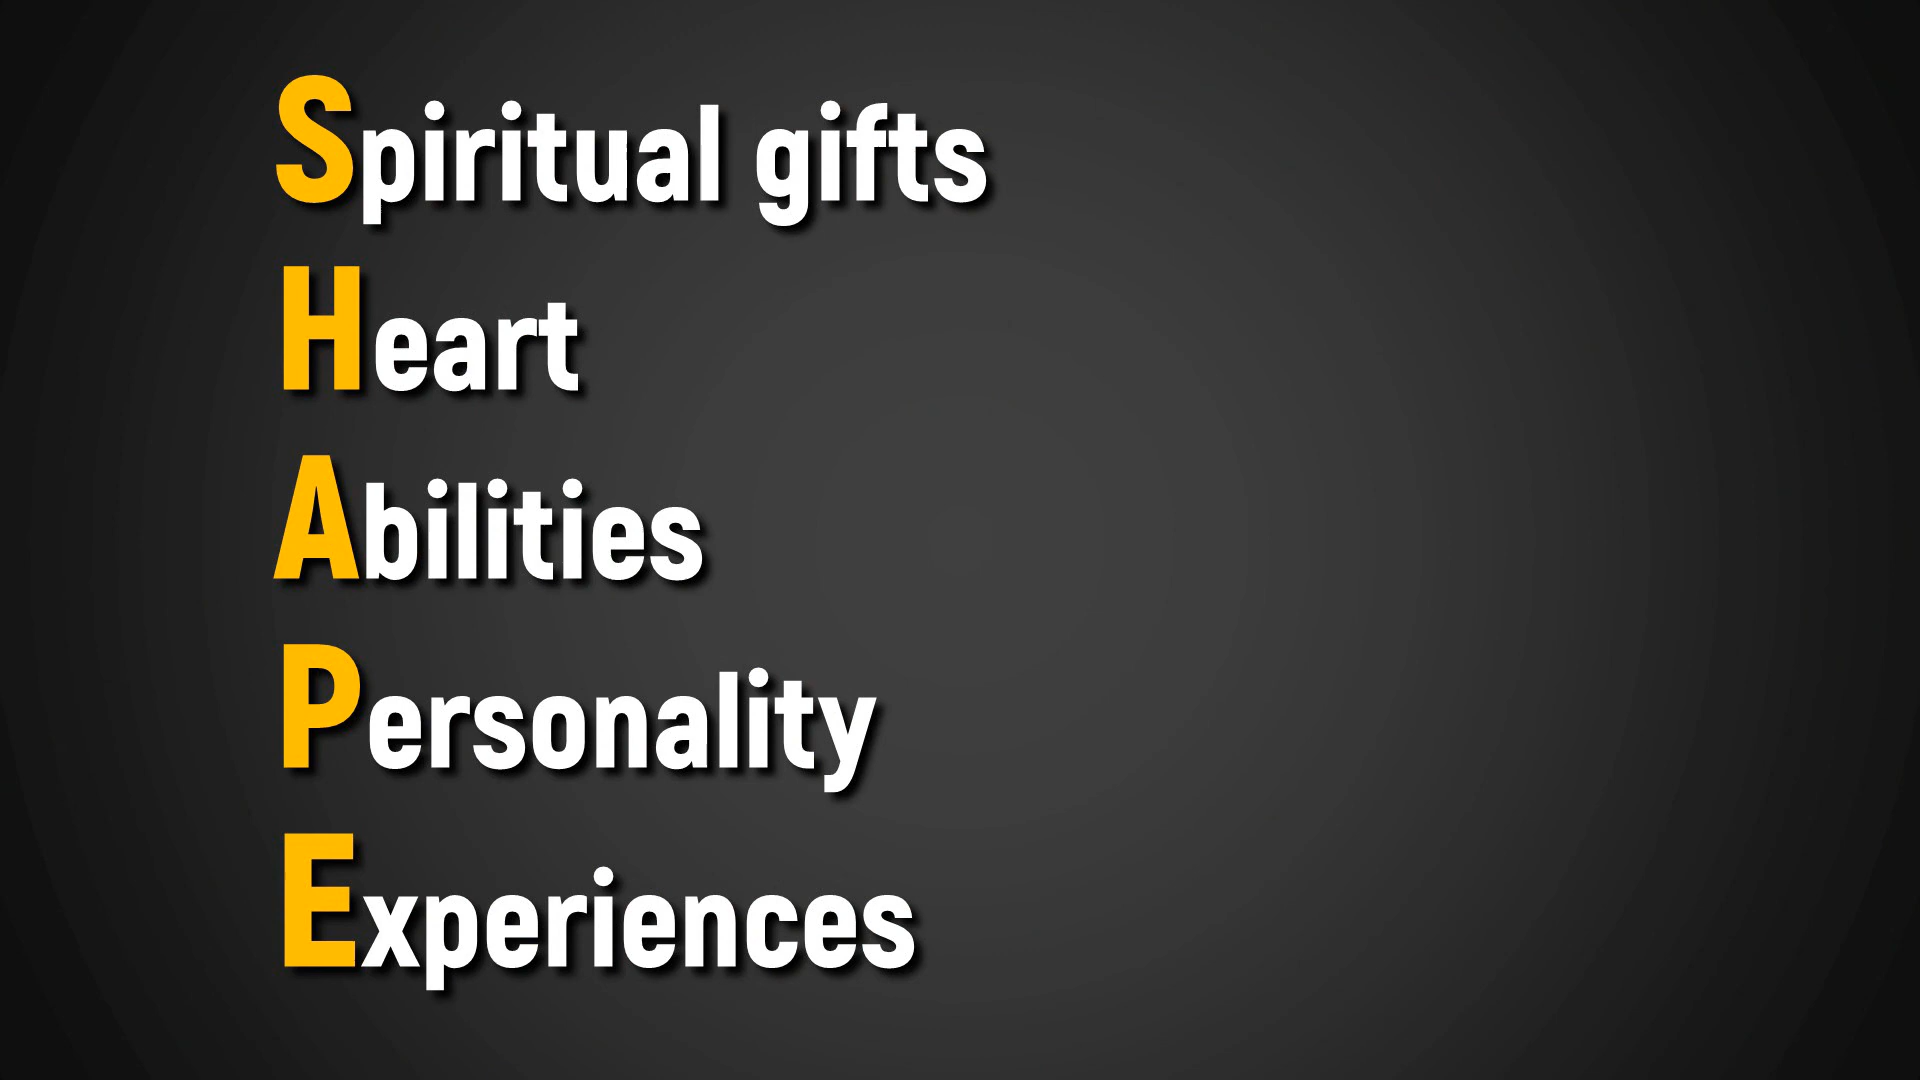 Spiritual gifts
Heart
Abilities
Personality
Experiences